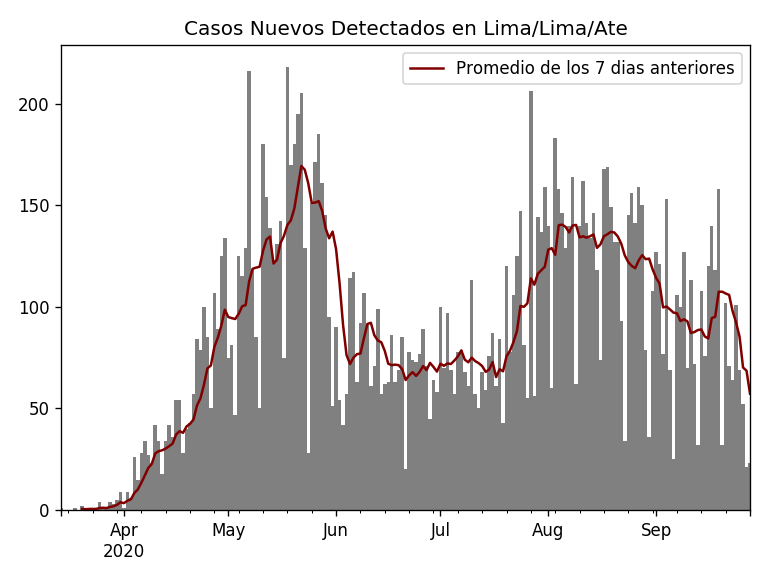 Casos Nuevos Detectados en Lima/Lima/Ate
Promedio de los 7 dias anteriores
200
150
100
50
0
Apr May Jun Jul Aug Sep
2020